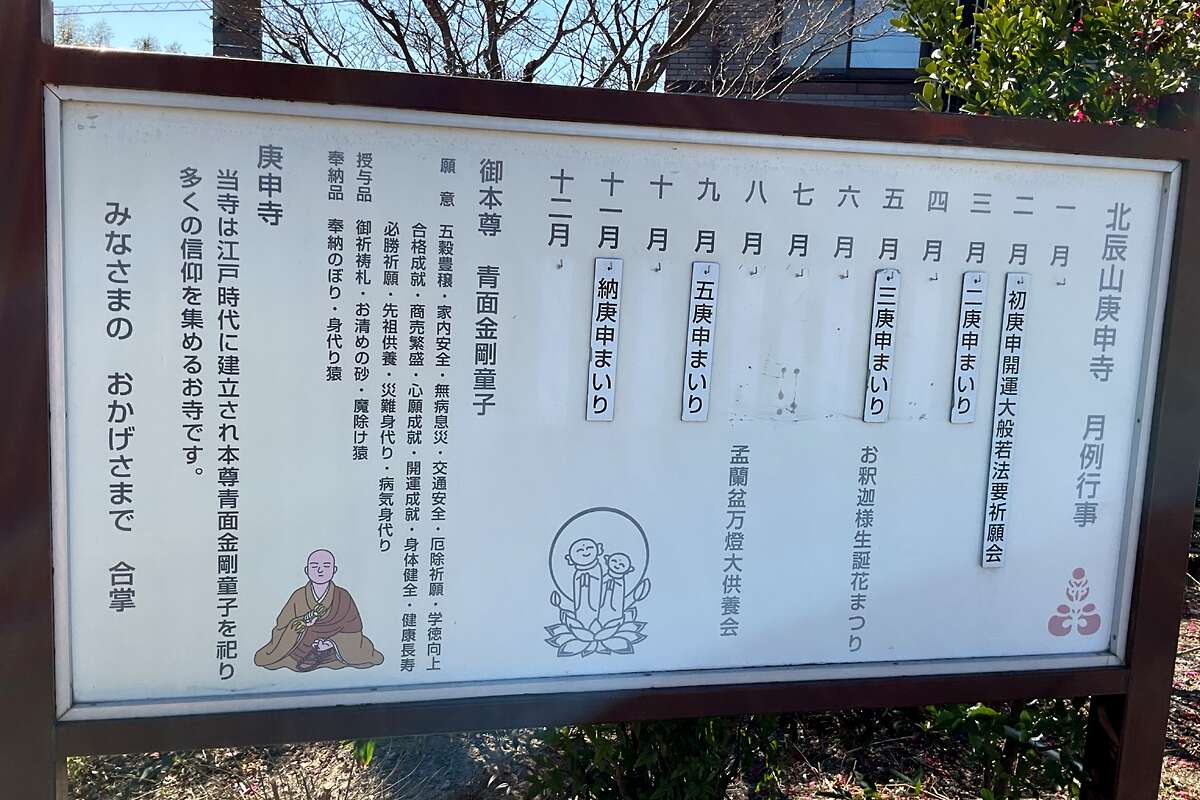 北辰山庚申寺 月例行事
一月
二月 初庚申開運大般若法要祈願会
三月 二庚申まいり
四月
五月 三庚申まいり お釈迦様生誕花まつり
六月
七月
八月 孟蘭盆万燈大供養会
九月 五庚申まいり
十月
十一月 納庚申まいり
十二月
御本尊 青面金剛童子
願意 五穀豊穣・家内安全・無病息災・交通安全・厄除祈願・学徳向上
合格成就・商売繁盛・心願成就・開運成就・身体健全・健康長寿
必勝祈願・先祖供養・災難身代り・病気身代り
授与品 御祈祷札・お清めの砂・魔除け猿
奉納品 奉納のぼり・身代り猿
庚申寺
当寺は江戸時代に建立され本尊青面金剛童子を祀り
多くの信仰を集めるお寺です。
みなさまの おかげさまで 合掌